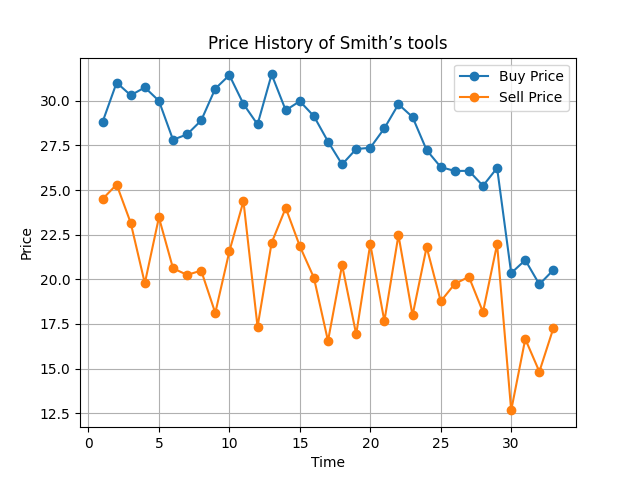 Price History of Smith’s tools
Buy Price
Sell Price
Price
30.0
27.5
25.0
22.5
20.0
17.5
15.0
12.5
0 5 10 15 20 25 30
Time